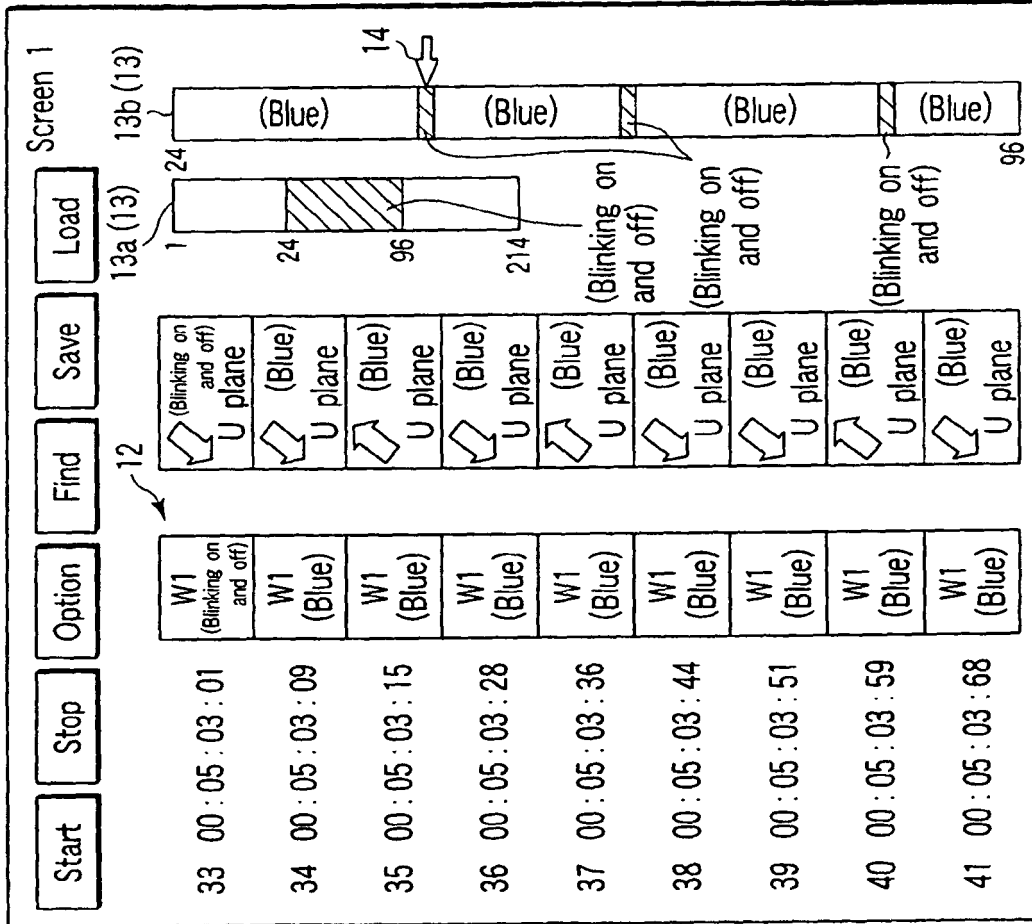 Screen 1
Start Stop Option Find Save Load
12
13a (13)
13b (13)
14
33 00:05:03:01 W1 (Blinking on and off) (Blinking on and off) U plane
34 00:05:03:09 W1 (Blue) (Blue) U plane
35 00:05:03:15 W1 (Blue) (Blue) U plane
36 00:05:03:28 W1 (Blue) (Blue) U plane
37 00:05:03:36 W1 (Blue) (Blue) U plane
38 00:05:03:44 W1 (Blue) (Blue) U plane
39 00:05:03:51 W1 (Blue) (Blue) U plane
40 00:05:03:59 W1 (Blue) (Blue) U plane
41 00:05:03:68 W1 (Blue) (Blue) U plane
1
24
96
214
(Blinking on and off)
24
(Blue)
(Blue)
(Blue)
(Blue)
96
(Blinking on and off)
(Blinking on and off)